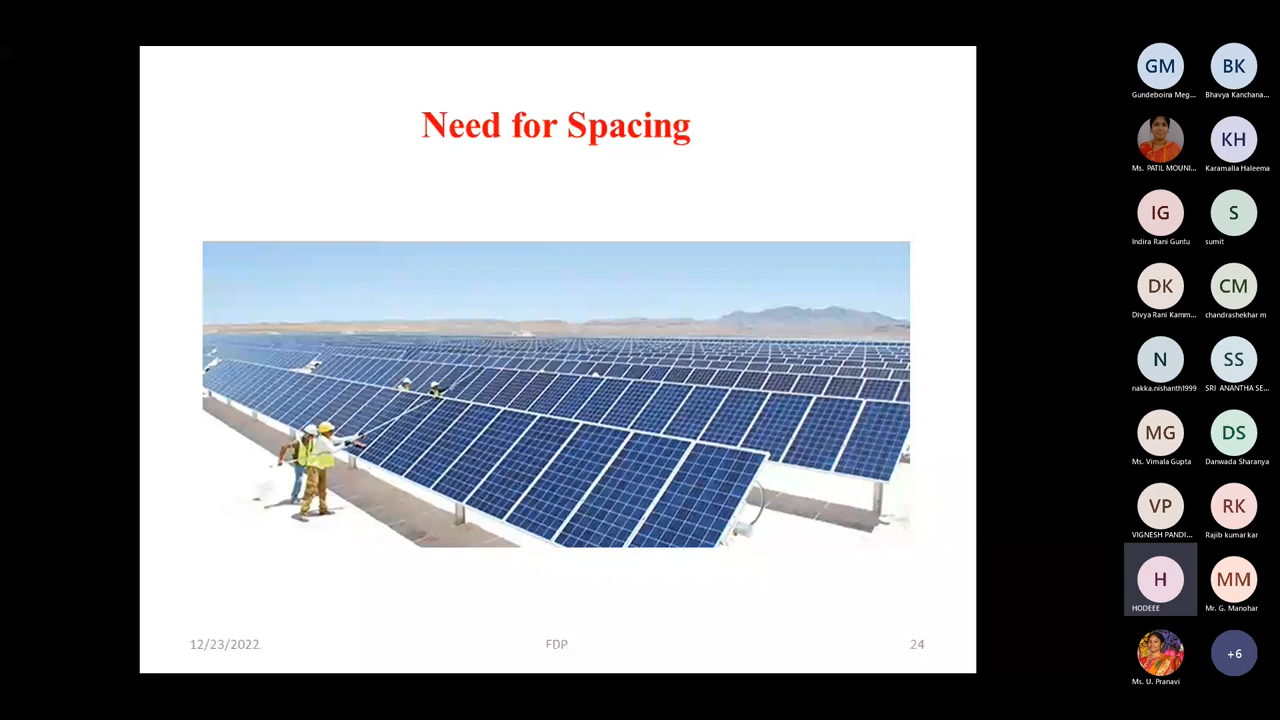 Need for Spacing
12/23/2022
FDP
24
GM
BK
Gundeboina Meg...
Bhavya Kanchana...
KH
Ms. PATIL MOUNI...
Karamalla Haleema
IG
S
Indira Rani Guntu
sumit
DK
CM
Divya Rani Kamm...
chandrashekhar m
N
SS
nakka.nishanth1999
SRI ANANTHA SE...
MG
DS
Ms. Vimala Gupta
Danwada Sharanya
VP
RK
VIGNESH PANDI...
Rajib kumar kar
H
MM
HODEEE
Mr. G. Manohar
+6
Ms. U. Pranavi